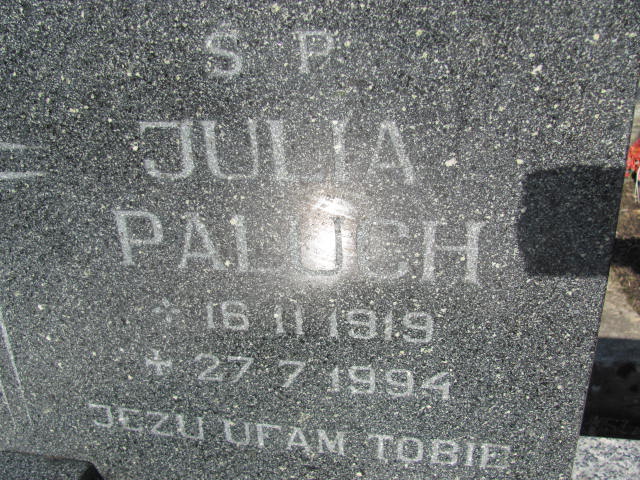 S P
JULIA
PALUCH
16 11 1919
27 7 1994
JEZU UFAM TOBIE